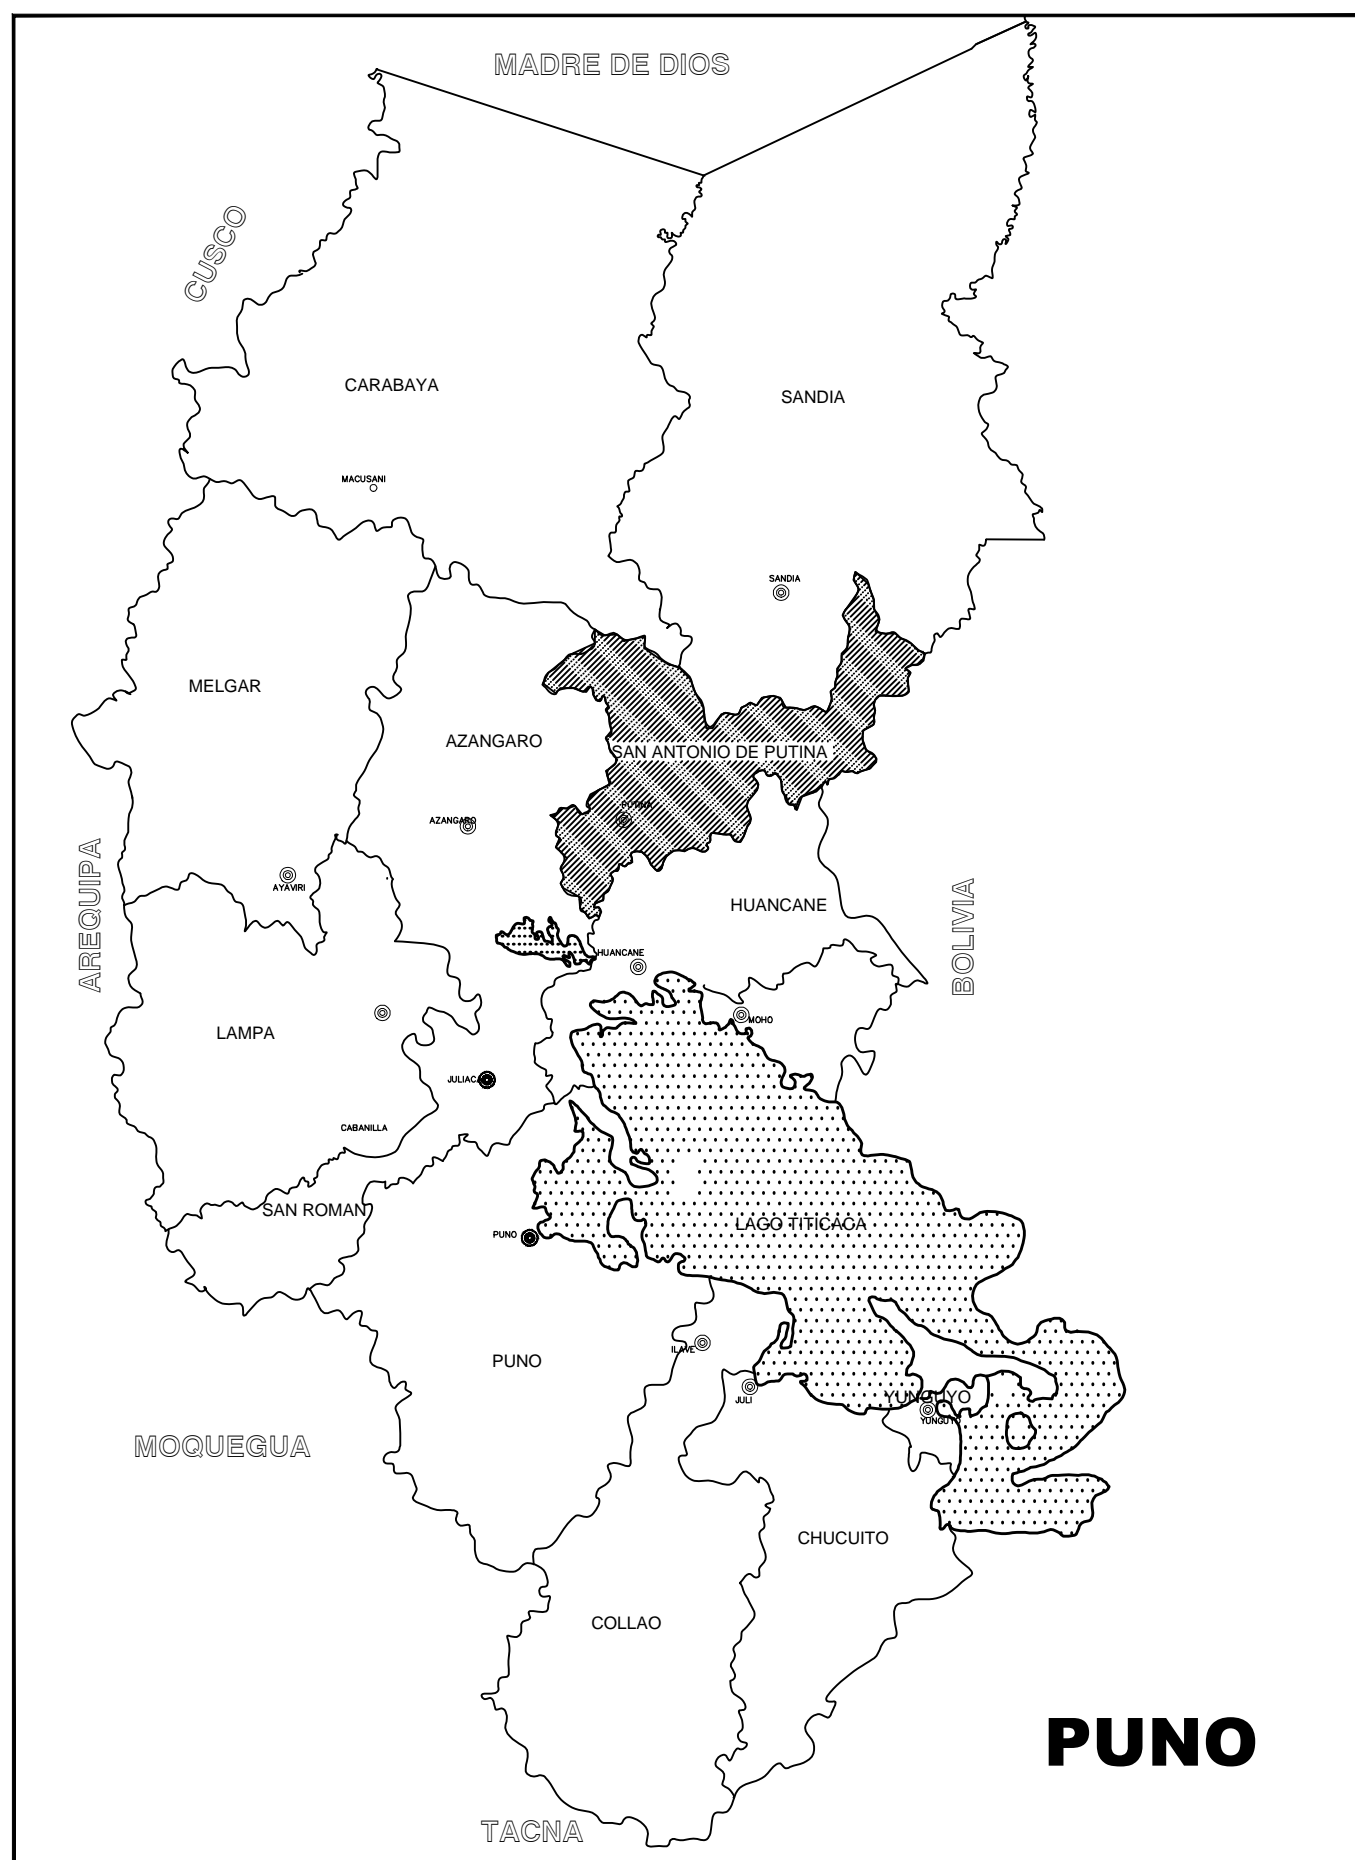 MADRE DE DIOS
CUSCO
CARABAYA
SANDIA
MACUSANI
SANDIA
MELGAR
AZANGARO
SAN ANTONIO DE PUTINA
PUTINA
AZANGARO
AREQUIPA
AYAVIRI
HUANCANE
BOLIVIA
HUANCANE
MOHO
LAMPA
JULIACA
CABANILLA
SAN ROMAN
LAGO TITICACA
PUNO
ILAVE
PUNO
JULI
YUNGUYO
YUNGUYO
MOQUEGUA
CHUCUITO
COLLAO
PUNO
TACNA